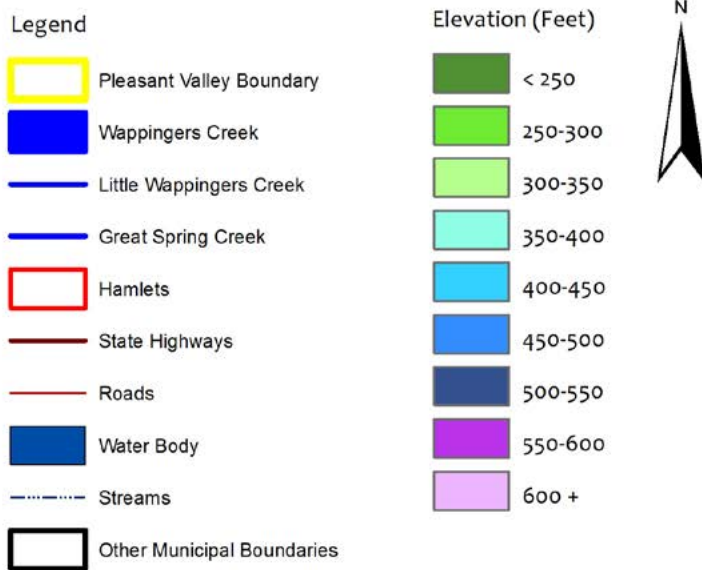 Legend
Pleasant Valley Boundary
Wappingers Creek
Little Wappingers Creek
Great Spring Creek
Hamlets
State Highways
Roads
Water Body
Streams
Other Municipal Boundaries
Elevation (Feet)
< 250
250-300
300-350
350-400
400-450
450-500
500-550
550-600
600 +
N